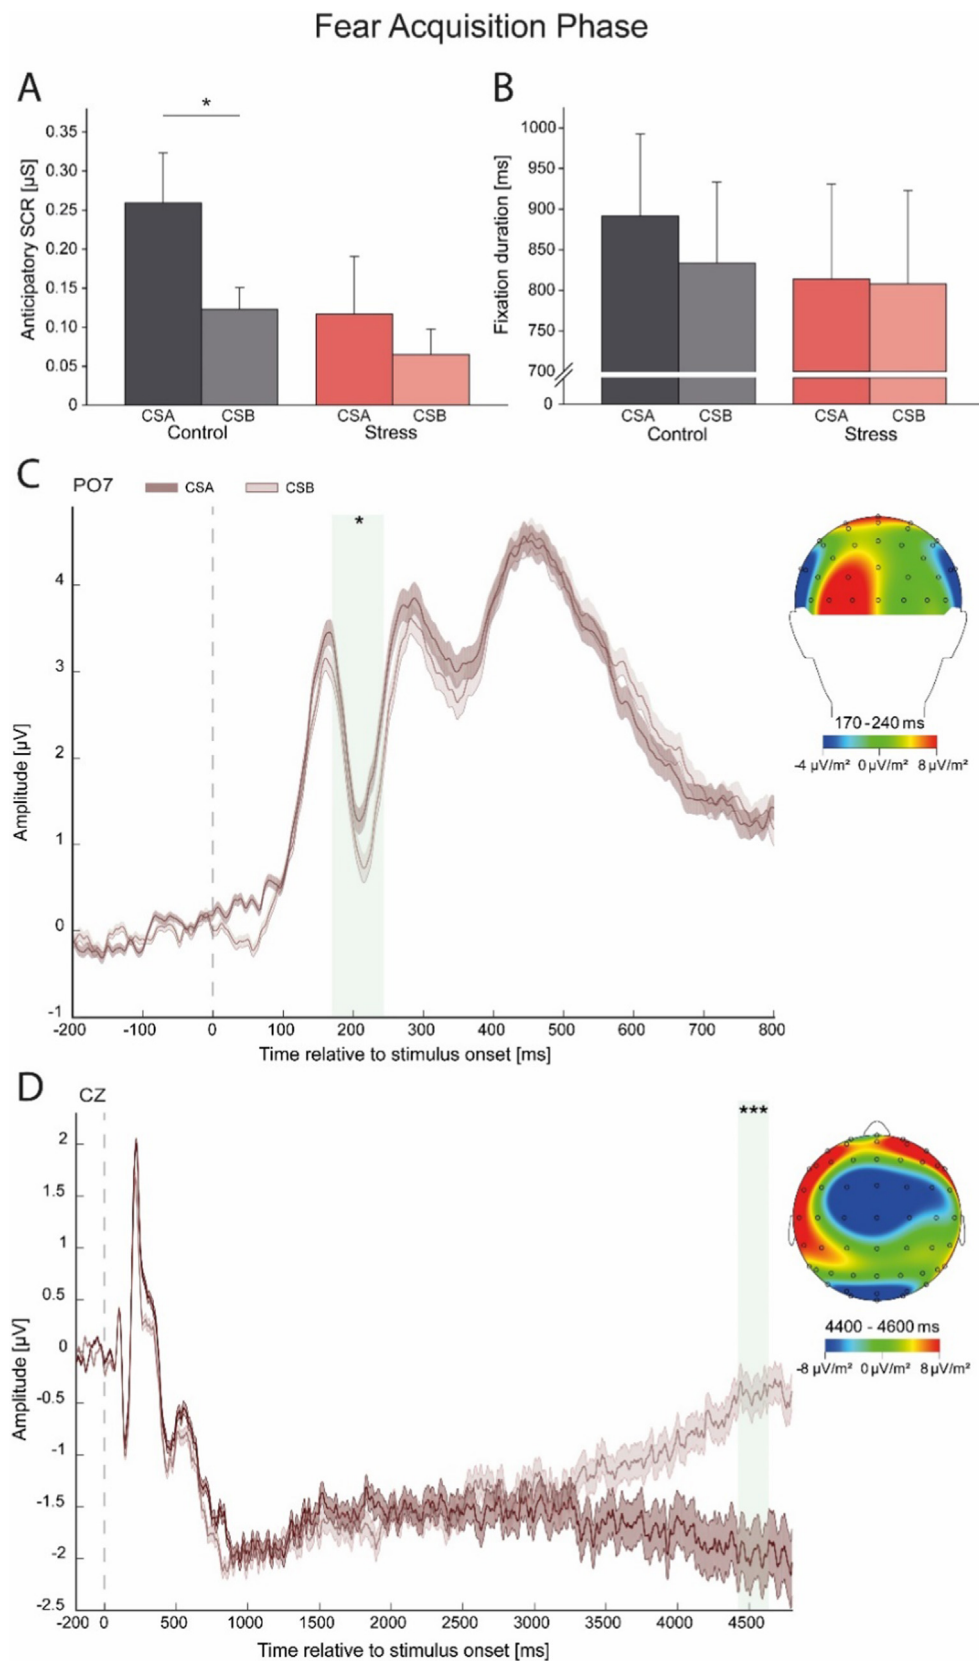 Fear Acquisition Phase
A
*
Anticipatory SCR [µS]
0.35
0.30
0.25
0.20
0.15
0.10
0.05
0
CSA CSB CSA CSB
Control Stress
B
Fixation duration [ms]
1000
950
900
850
800
750
700
0
CSA CSB CSA CSB
Control Stress
C
PO7 CSA CSB
*
Amplitude [µV]
4
3
2
1
0
-1
-200 -100 0 100 200 300 400 500 600 700 800
Time relative to stimulus onset [ms]
170 - 240 ms
-4 µV/m² 0 µV/m² 8 µV/m²
D
CZ
***
Amplitude [µV]
2
1.5
1
0.5
0
-0.5
-1
-1.5
-2
-2.5
-200 0 500 1000 1500 2000 2500 3000 3500 4000 4500
Time relative to stimulus onset [ms]
4400 - 4600 ms
-8 µV/m² 0 µV/m² 8 µV/m²